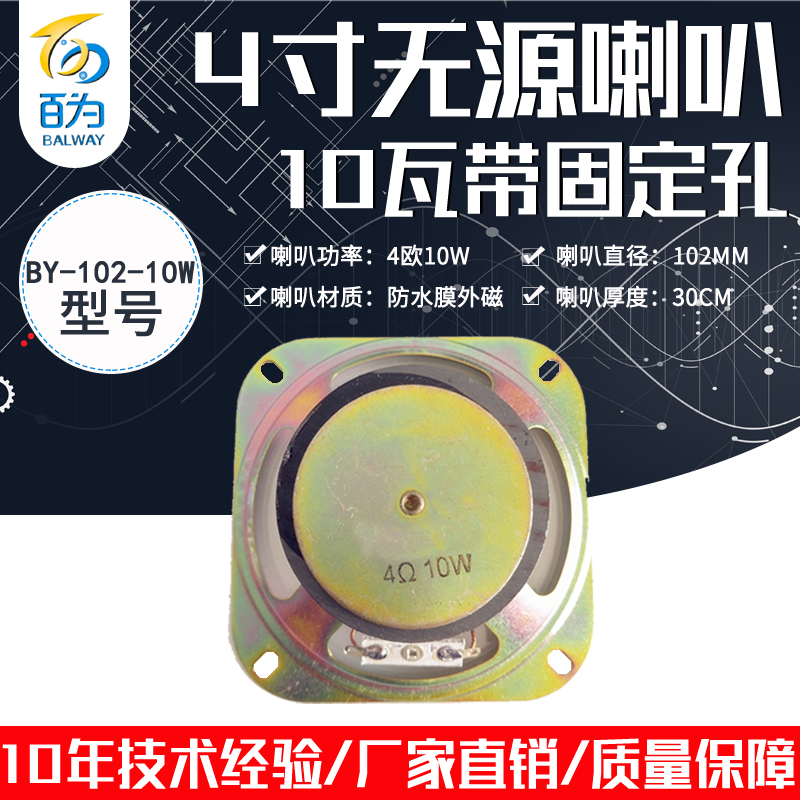 百为
BALWAY
4寸无源喇叭
10瓦带固定孔
BY-102-10W
型号
喇叭功率：4欧10W
喇叭直径：102MM
喇叭材质：防水膜外磁
喇叭厚度：30CM
4Ω 10W
10年技术经验/厂家直销/质量保障